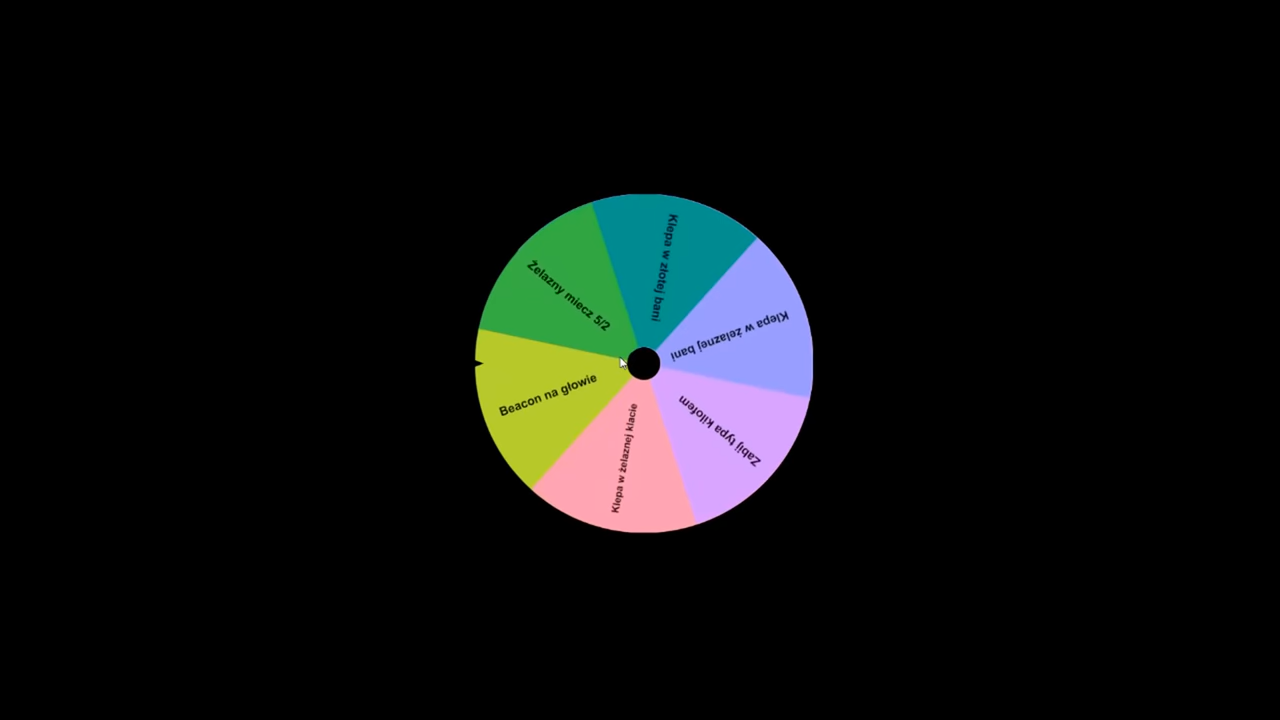 Klepa w złotej bani
Żelazny miecz 5/2
Klepa w żelaznej bani
Beacon na głowie
Zabij typa kilofem
Klepa w żelaznej klacie